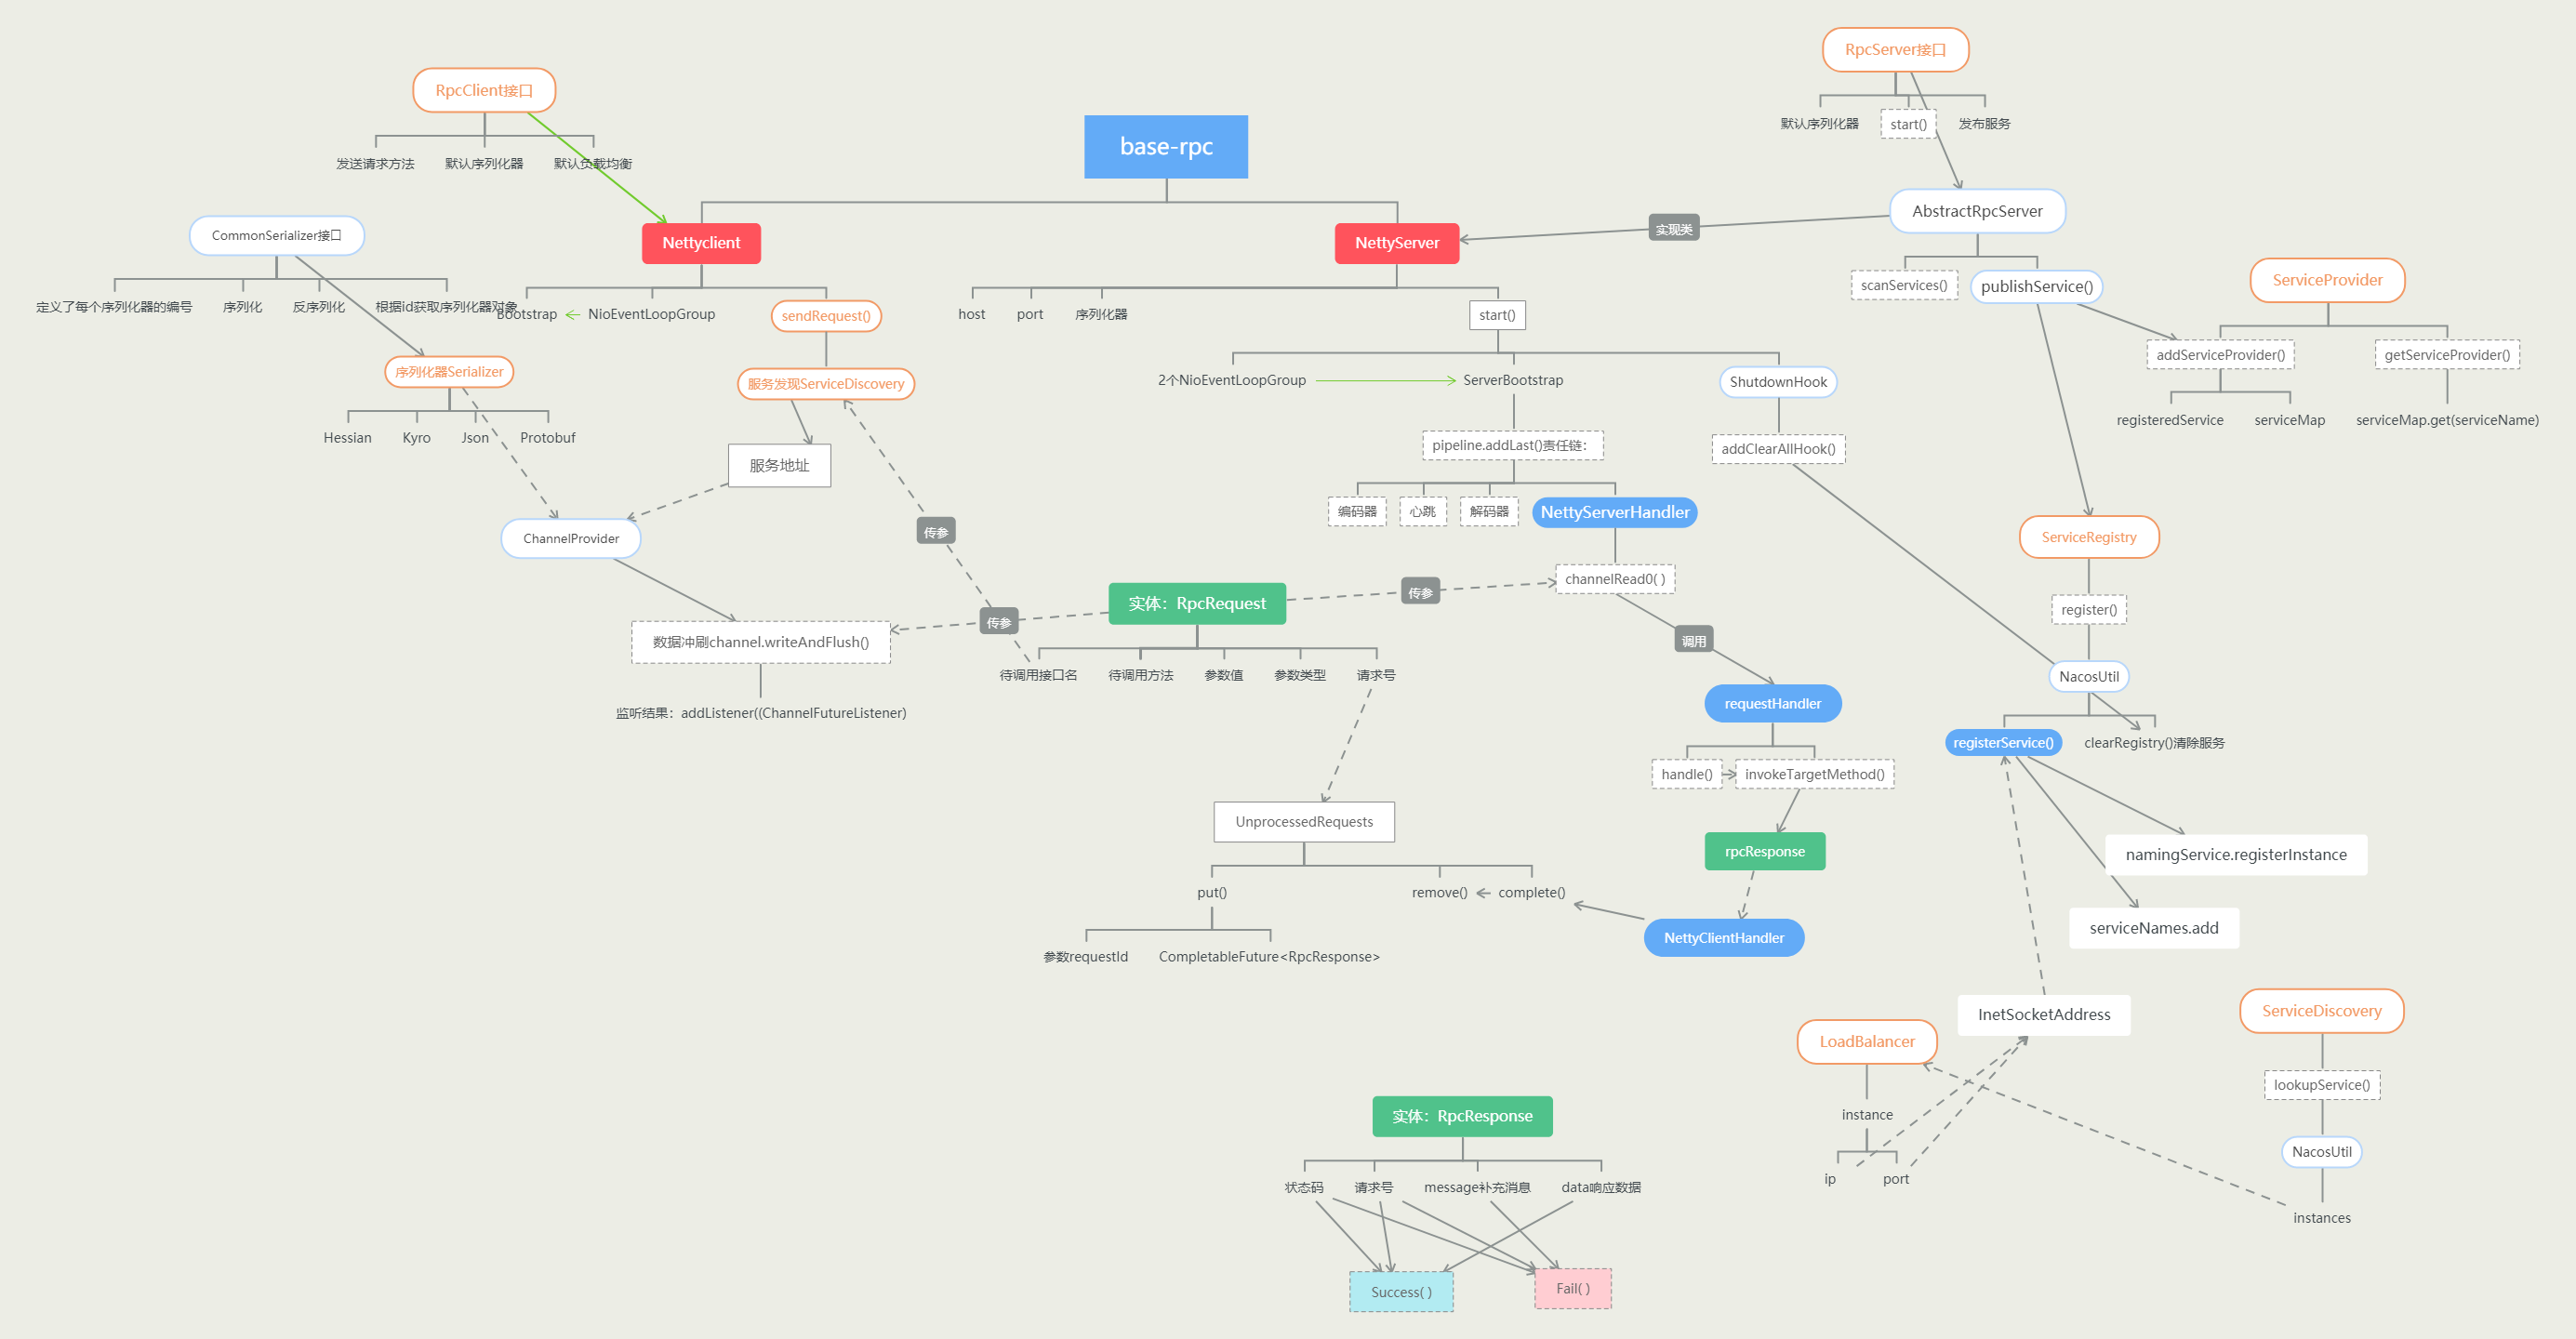 RpcServer接口
默认序列化器
start()
发布服务
RpcClient接口
发送请求方法
默认序列化器
默认负载均衡
base-rpc
Nettyclient
NettyServer
实现类
AbstractRpcServer
scanServices()
publishService()
CommonSerializer接口
定义了每个序列化器的编号
序列化
反序列化
根据id获取序列化器对象
Bootstrap
NioEventLoopGroup
sendRequest()
host
port
序列化器
start()
ServiceProvider
addServiceProvider()
getServiceProvider()
registeredService
serviceMap
serviceMap.get(serviceName)
序列化器Serializer
Hessian
Kyro
Json
Protobuf
服务发现ServiceDiscovery
服务地址
2个NioEventLoopGroup
ServerBootstrap
ShutdownHook
pipeline.addLast()责任链：
addClearAllHook()
编码器
心跳
解码器
NettyServerHandler
ChannelProvider
传参
ServiceRegistry
channelRead0( )
传参
实体：RpcRequest
传参
register()
数据冲刷channel.writeAndFlush()
调用
待调用接口名
待调用方法
参数值
参数类型
请求号
NacosUtil
监听结果：addListener((ChannelFutureListener)
requestHandler
registerService()
clearRegistry()清除服务
handle()
invokeTargetMethod()
UnprocessedRequests
rpcResponse
namingService.registerInstance
put()
remove()
complete()
serviceNames.add
NettyClientHandler
参数requestId
CompletableFuture<RpcResponse>
InetSocketAddress
ServiceDiscovery
LoadBalancer
lookupService()
instance
实体：RpcResponse
NacosUtil
ip
port
状态码
请求号
message补充消息
data响应数据
instances
Success( )
Fail( )